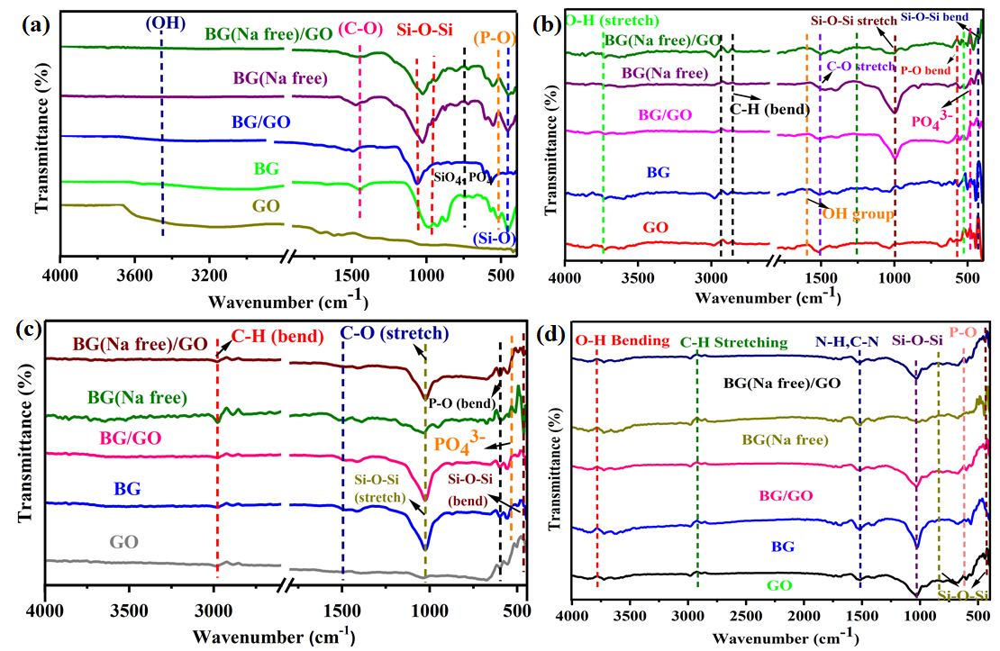 (a)
(OH)
(C-O)
Si-O-Si
(P-O)
BG(Na free)/GO
BG(Na free)
BG/GO
BG
GO
SiO4, PO4
(Si-O)
Transmittance (%)
4000 3600 3200 1600 1200 800 400
Wavenumber (cm-1)
(b)
O-H (stretch)
Si-O-Si stretch
Si-O-Si bend
BG(Na free)/GO
P-O bend
BG(Na free)
C-O stretch
C-H (bend)
BG/GO
PO43-
BG
OH group
GO
Transmittance (%)
4000 3000 1500 1000 500
Wavenumber (cm-1)
(c)
C-H (bend)
C-O (stretch)
BG(Na free)/GO
P-O (bend)
BG(Na free)
BG/GO
PO43-
Si-O-Si
(stretch)
Si-O-Si
(bend)
BG
GO
Transmittance (%)
4000 3000 1500 1000 500
Wavenumber (cm-1)
(d)
O-H Bending
C-H Stretching
N-H,C-N
Si-O-Si
P-O
BG(Na free)/GO
BG(Na free)
BG/GO
BG
GO
Si-O-Si
Transmittance (%)
4000 3500 3000 2500 2000 1500 1000 500
Wavenumber (cm-1)